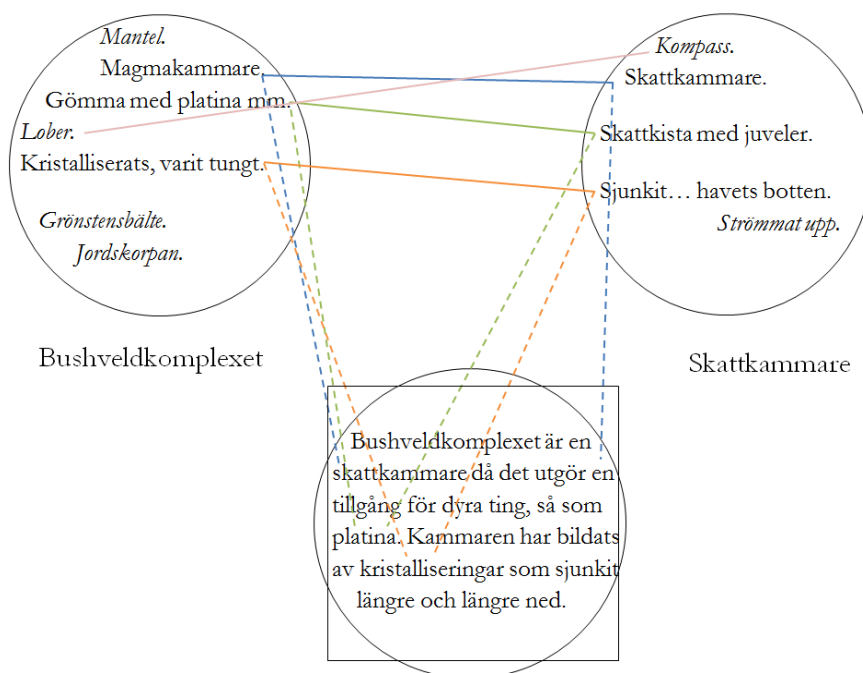 Mantel.
Magmakammare.
Gömma med platina mm.
Lober.
Kristalliserats, varit tungt.
Grönstensbälte.
Jordskorpan.
Bushveldkomplexet
Kompass.
Skattkammare.
Skattkista med juveler.
Sjunkit… havets botten.
Strömmat upp.
Skattkammare
Bushveldkomplexet är en
skattkammare då det utgör en
tillgång för dyra ting, så som
platina. Kammaren har bildats
av kristalliseringar som sjunkit
längre och längre ned.